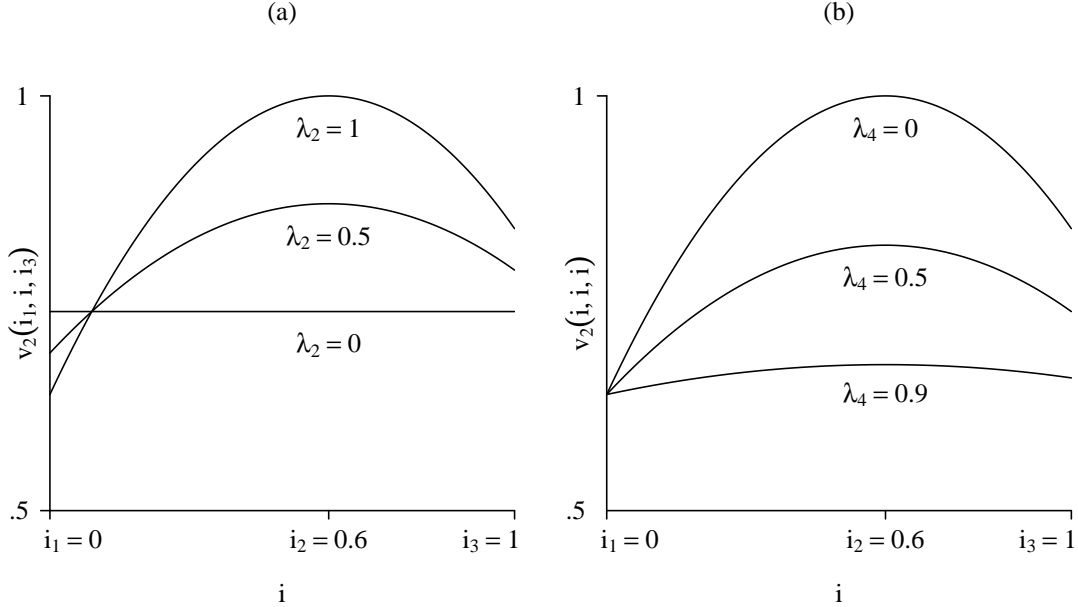 (a)
1
λ₂ = 1
λ₂ = 0.5
λ₂ = 0
.5
v₂(i₁, i, i₃)
i₁ = 0
i₂ = 0.6
i₃ = 1
i
(b)
1
λ₄ = 0
λ₄ = 0.5
λ₄ = 0.9
.5
v₂(i, i, i)
i₁ = 0
i₂ = 0.6
i₃ = 1
i